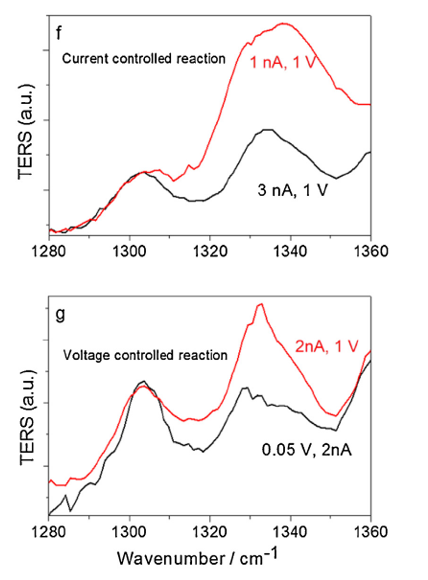 f
Current controlled reaction
1 nA, 1 V
3 nA, 1 V
TERS (a.u.)
1280 1300 1320 1340 1360
g
Voltage controlled reaction
2nA, 1 V
0.05 V, 2nA
TERS (a.u.)
1280 1300 1320 1340 1360
Wavenumber / cm-1